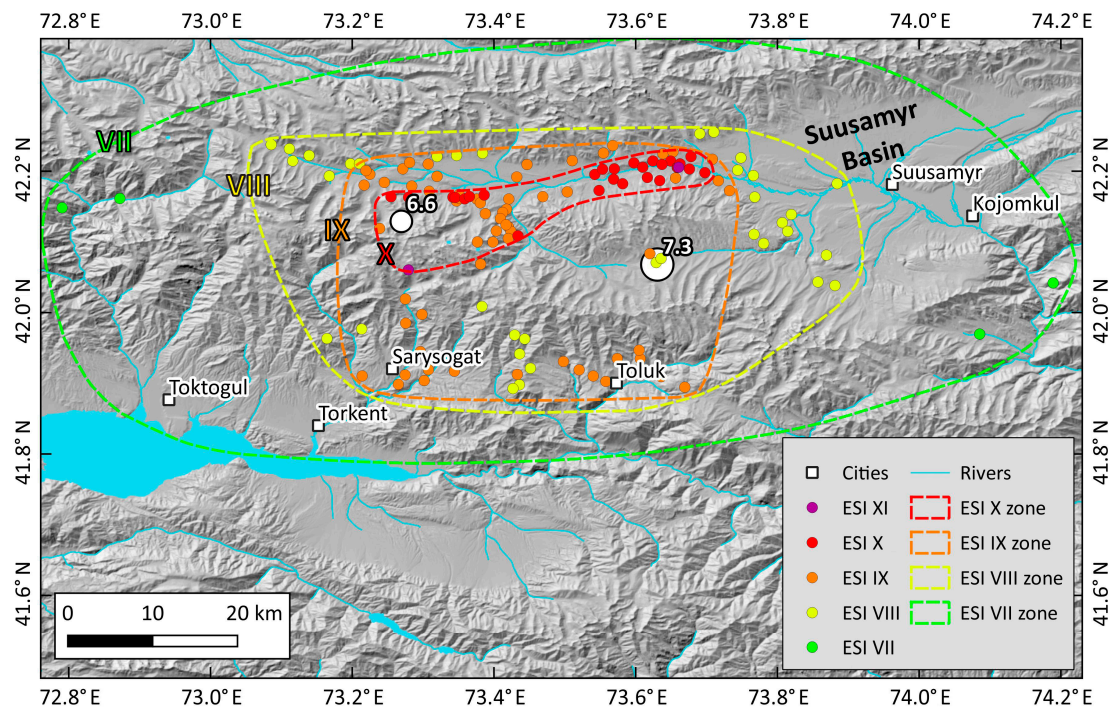 72.8° E 73.0° E 73.2° E 73.4° E 73.6° E 73.8° E 74.0° E 74.2° E
42.2° N
42.0° N
41.8° N
41.6° N
42.2° N
42.0° N
41.8° N
41.6° N
VII
VIII
IX
X
6.6
7.3
Suusamyr
Basin
Suusamyr
Kojomkul
Sarysogat
Toluk
Toktogul
Torkent
Cities
ESI XI
ESI X
ESI IX
ESI VIII
ESI VII
Rivers
ESI X zone
ESI IX zone
ESI VIII zone
ESI VII zone
0 10 20 km
72.8° E 73.0° E 73.2° E 73.4° E 73.6° E 73.8° E 74.0° E 74.2° E